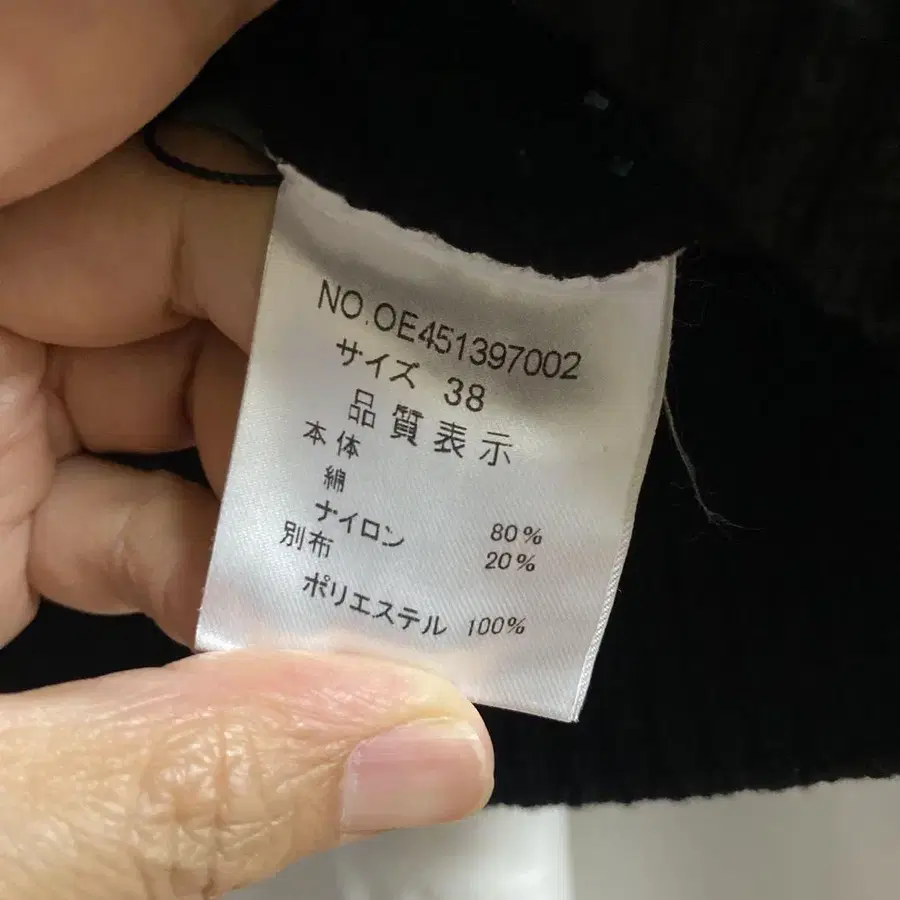 NO.OE451397002
サイズ 38
品質表示
本体
綿 80%
ナイロン 20%
別布
ポリエステル 100%